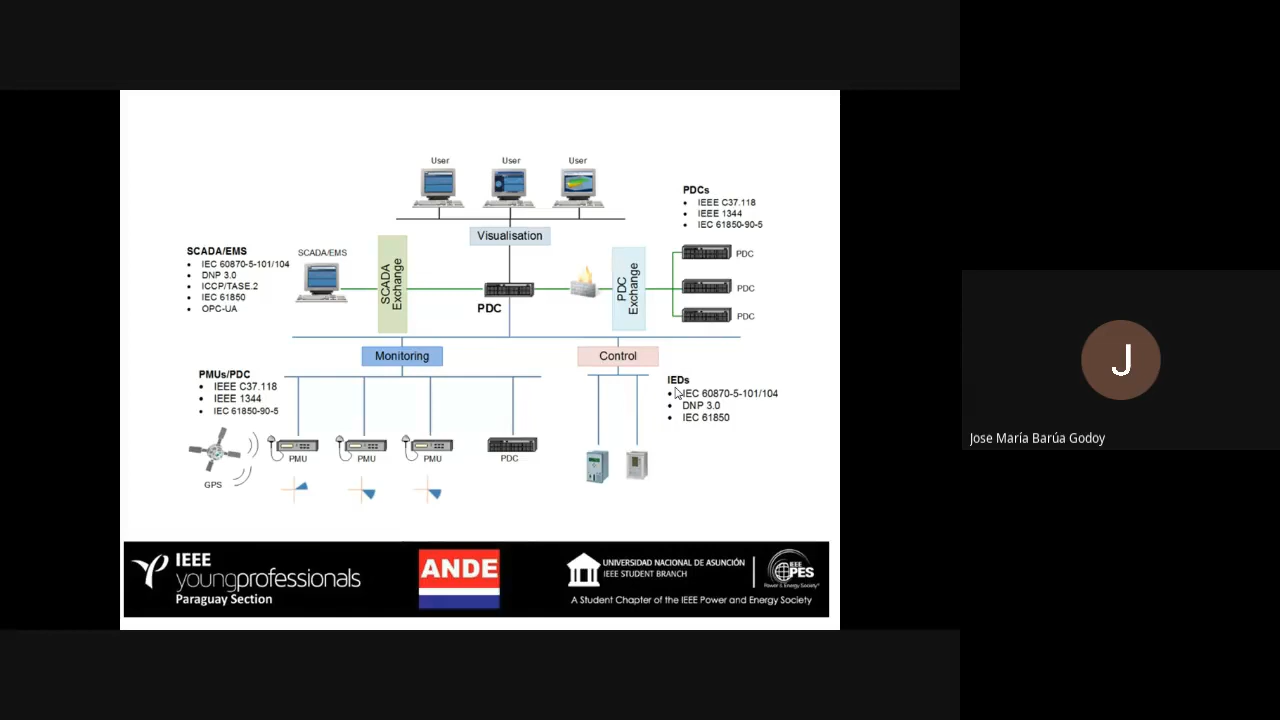 User
User
User
Visualisation
PDCs
• IEEE C37.118
• IEEE 1344
• IEC 61850-90-5
SCADA/EMS
• IEC 60870-5-101/104
• DNP 3.0
• ICCP/TASE.2
• IEC 61850
• OPC-UA
SCADA/EMS
SCADA Exchange
PDC
PDC Exchange
PDC
PDC
PDC
Monitoring
Control
PMUs/PDC
• IEEE C37.118
• IEEE 1344
• IEC 61850-90-5
IEDs
• IEC 60870-5-101/104
• DNP 3.0
• IEC 61850
GPS
PMU
PMU
PMU
PDC
IEEE
youngprofessionals
Paraguay Section
ANDE
UNIVERSIDAD NACIONAL DE ASUNCIÓN
IEEE STUDENT BRANCH
IEEE
PES
Power & Energy Society®
A Student Chapter of the IEEE Power and Energy Society
J
Jose María Barúa Godoy